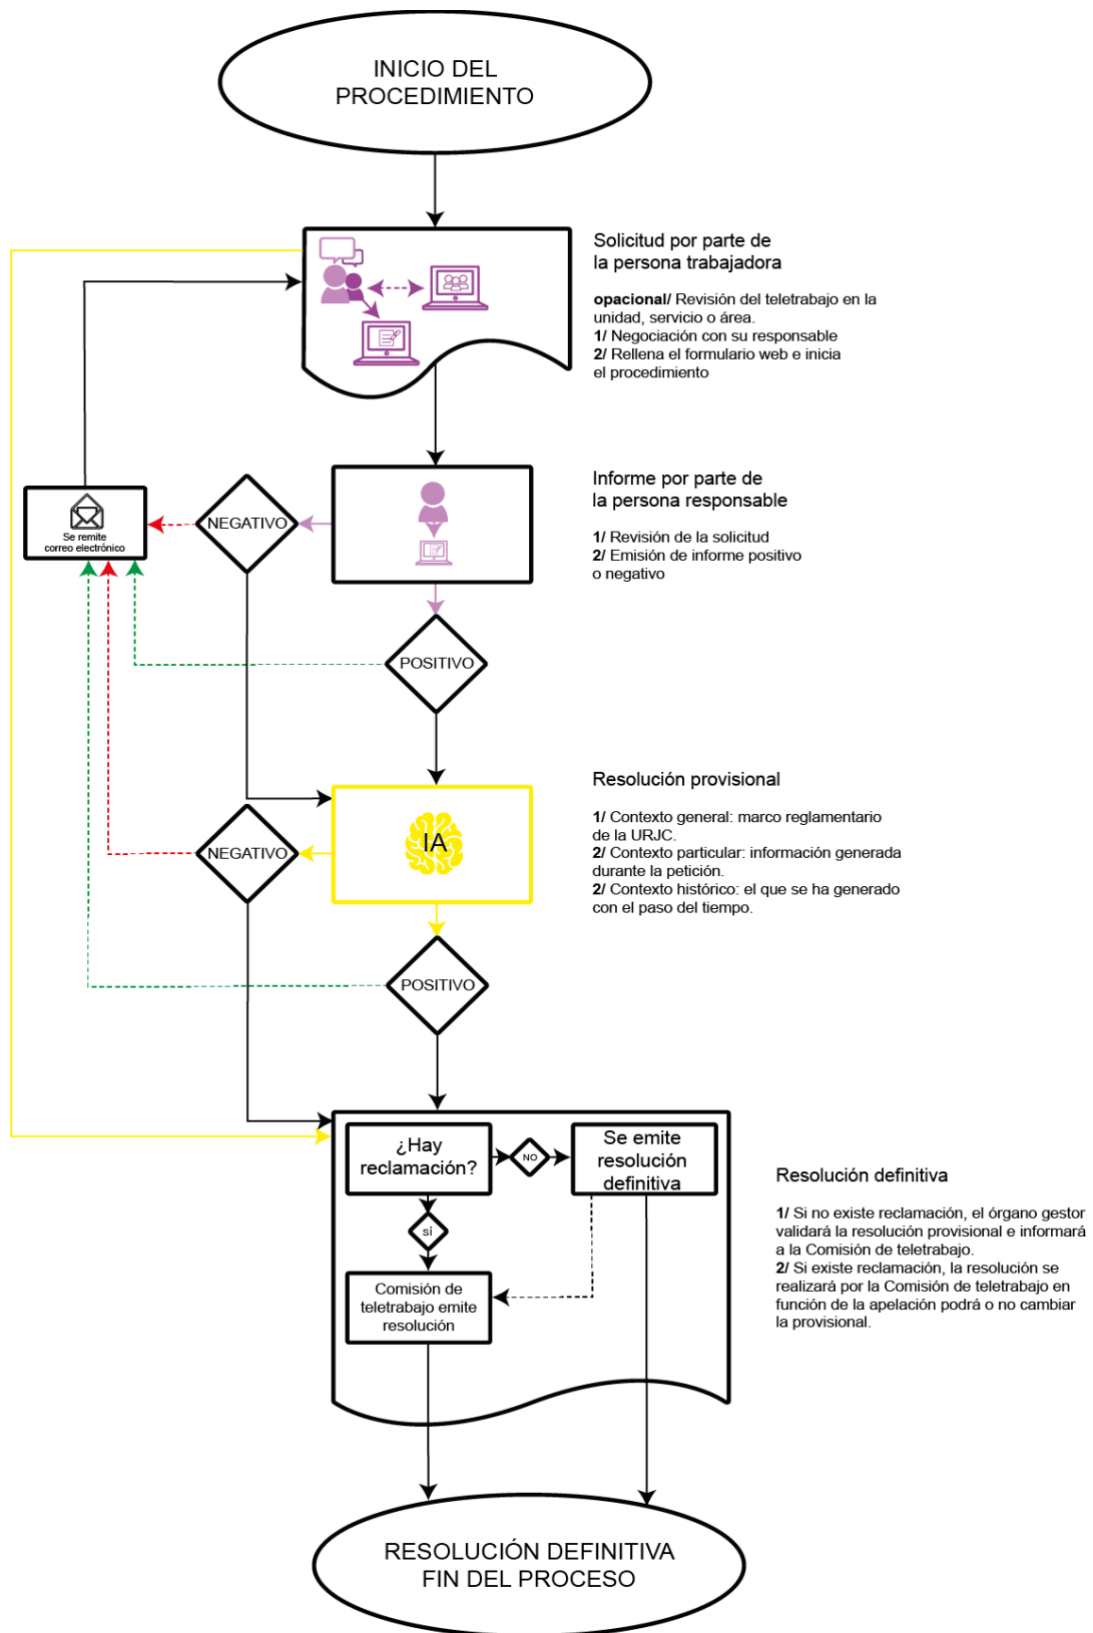 INICIO DEL
PROCEDIMIENTO
Solicitud por parte de
la persona trabajadora
opacional/ Revisión del teletrabajo en la
unidad, servicio o área.
1/ Negociación con su responsable
2/ Rellena el formulario web e inicia
el procedimiento
Se remite
correo electrónico
NEGATIVO
Informe por parte de
la persona responsable
1/ Revisión de la solicitud
2/ Emisión de informe positivo
o negativo
POSITIVO
NEGATIVO
IA
Resolución provisional
1/ Contexto general: marco reglamentario
de la URJC.
2/ Contexto particular: información generada
durante la petición.
2/ Contexto histórico: el que se ha generado
con el paso del tiempo.
POSITIVO
¿Hay
reclamación?
NO
Se emite
resolución
definitiva
sí
Comisión de
teletrabajo emite
resolución
Resolución definitiva
1/ Si no existe reclamación, el órgano gestor
validará la resolución provisional e informará
a la Comisión de teletrabajo.
2/ Si existe reclamación, la resolución se
realizará por la Comisión de teletrabajo en
función de la apelación podrá o no cambiar
la provisional.
RESOLUCIÓN DEFINITIVA
FIN DEL PROCESO